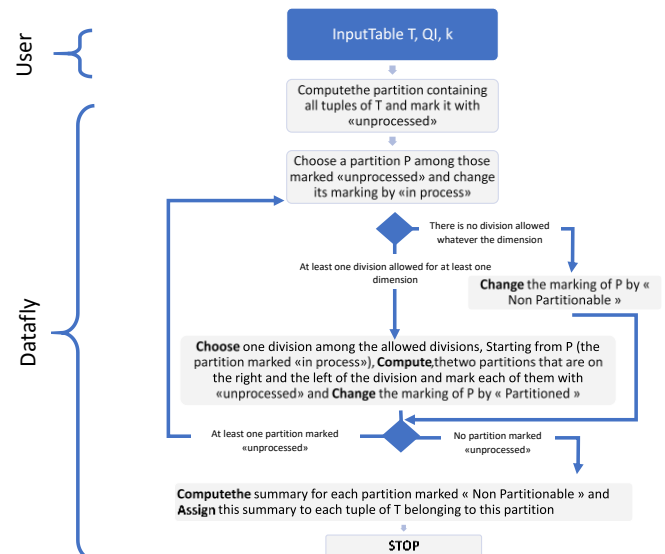 User
InputTable T, QI, k
Computethe partition containing
all tuples of T and mark it with
«unprocessed»
Choose a partition P among those
marked «unprocessed» and change
its marking by «in process»
There is no division allowed
whatever the dimension
At least one division allowed for at least one
dimension
Change the marking of P by «
Non Partitionable »
Datafly
Choose one division among the allowed divisions, Starting from P (the
partition marked «in process»), Compute,thetwo partitions that are on
the right and the left of the division and mark each of them with
«unprocessed» and Change the marking of P by « Partitioned »
At least one partition marked
«unprocessed»
No partition marked
«unprocessed»
Computethe summary for each partition marked « Non Partitionable » and
Assign this summary to each tuple of T belonging to this partition
STOP